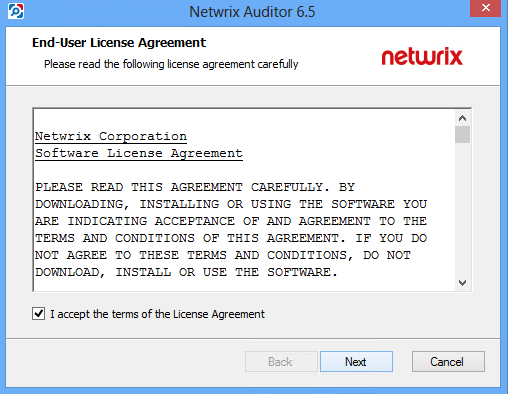 Netwrix Auditor 6.5
End-User License Agreement
Please read the following license agreement carefully
netwrix
Netwrix Corporation
Software License Agreement
PLEASE READ THIS AGREEMENT CAREFULLY. BY
DOWNLOADING, INSTALLING OR USING THE SOFTWARE YOU
ARE INDICATING ACCEPTANCE OF AND AGREEMENT TO THE
TERMS AND CONDITIONS OF THIS AGREEMENT. IF YOU DO
NOT AGREE TO THESE TERMS AND CONDITIONS, DO NOT
DOWNLOAD, INSTALL OR USE THE SOFTWARE.
I accept the terms of the License Agreement
Back Next Cancel